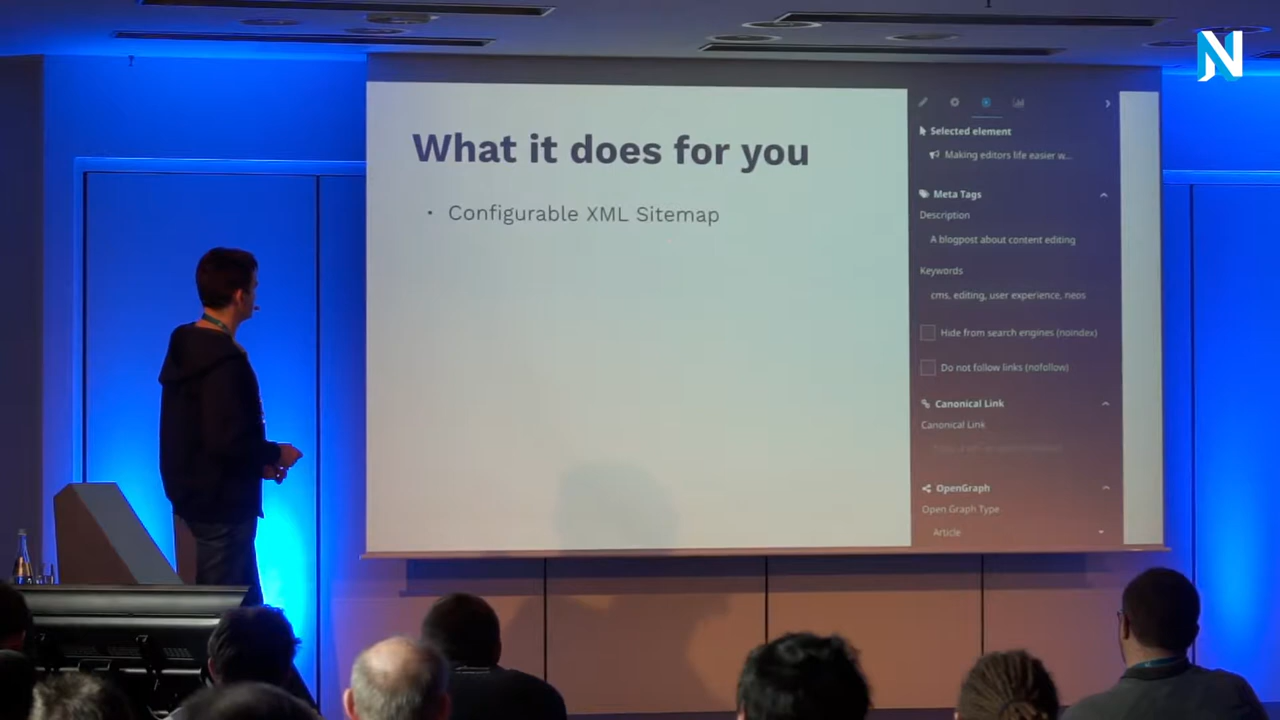 What it does for you
• Configurable XML Sitemap
Selected element
Making editors life easier w...
Meta Tags
Description
A blogpost about content editing
Keywords
cms, editing, user experience, neos
Hide from search engines (noindex)
Do not follow links (nofollow)
Canonical Link
Canonical Link
OpenGraph
Open Graph Type
Article
N